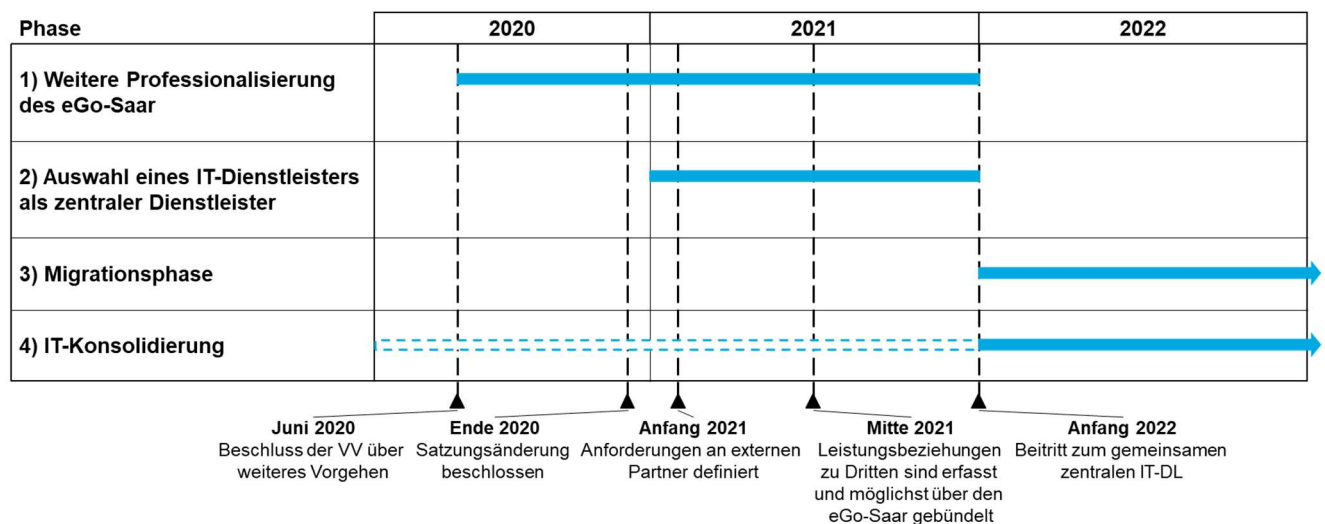 Phase
2020
2021
2022
1) Weitere Professionalisierung
des eGo-Saar
2) Auswahl eines IT-Dienstleisters
als zentraler Dienstleister
3) Migrationsphase
4) IT-Konsolidierung
Juni 2020
Beschluss der VV über
weiteres Vorgehen
Ende 2020
Satzungsänderung
beschlossen
Anfang 2021
Anforderungen an externen
Partner definiert
Mitte 2021
Leistungsbeziehungen
zu Dritten sind erfasst
und möglichst über den
eGo-Saar gebündelt
Anfang 2022
Beitritt zum gemeinsamen
zentralen IT-DL